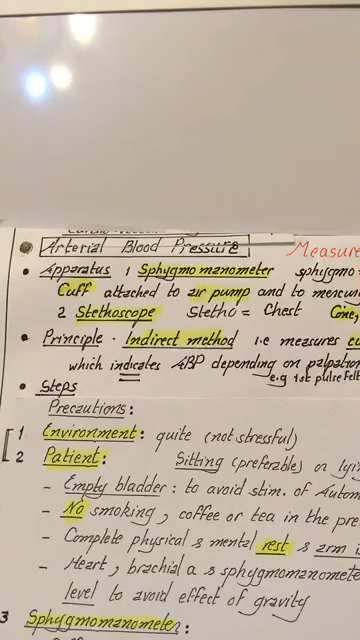 Arterial Blood Pressure
Measure
• Apparatus : 1 Sphygmomanometer sphygmo =
Cuff attached to air pump and to mercu
2 Stethoscope Stetho = Chest
• Principle • Indirect method i.e measures cu
which indicates ABP depending on palpation
e.g 1st pulse felt
• Steps
Precautions :
1 Environment : quite (not stressful)
2 Patient : Sitting (preferable) or lyi
- Empty bladder : to avoid stim. of Autom
- No smoking, coffee or tea in the pre
- Complete physical & mental rest & arm is
- Heart, brachial a & sphygmomanomete
level to avoid effect of gravity
3 Sphygmomanometer :